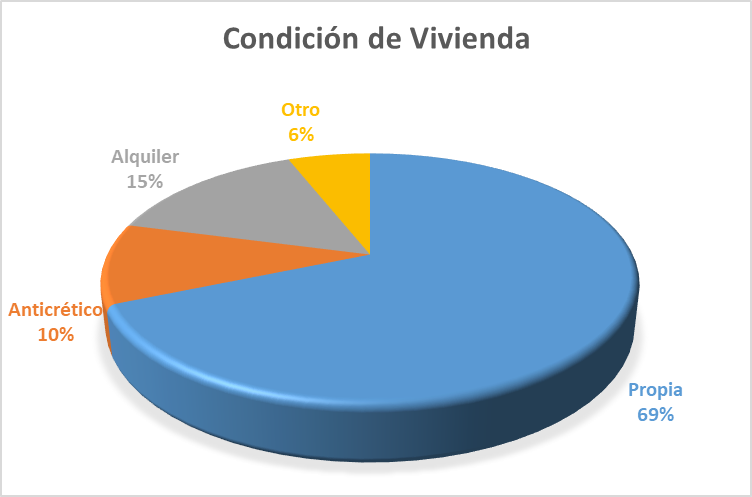 Condición de Vivienda
Otro
6%
Alquiler
15%
Anticrético
10%
Propia
69%